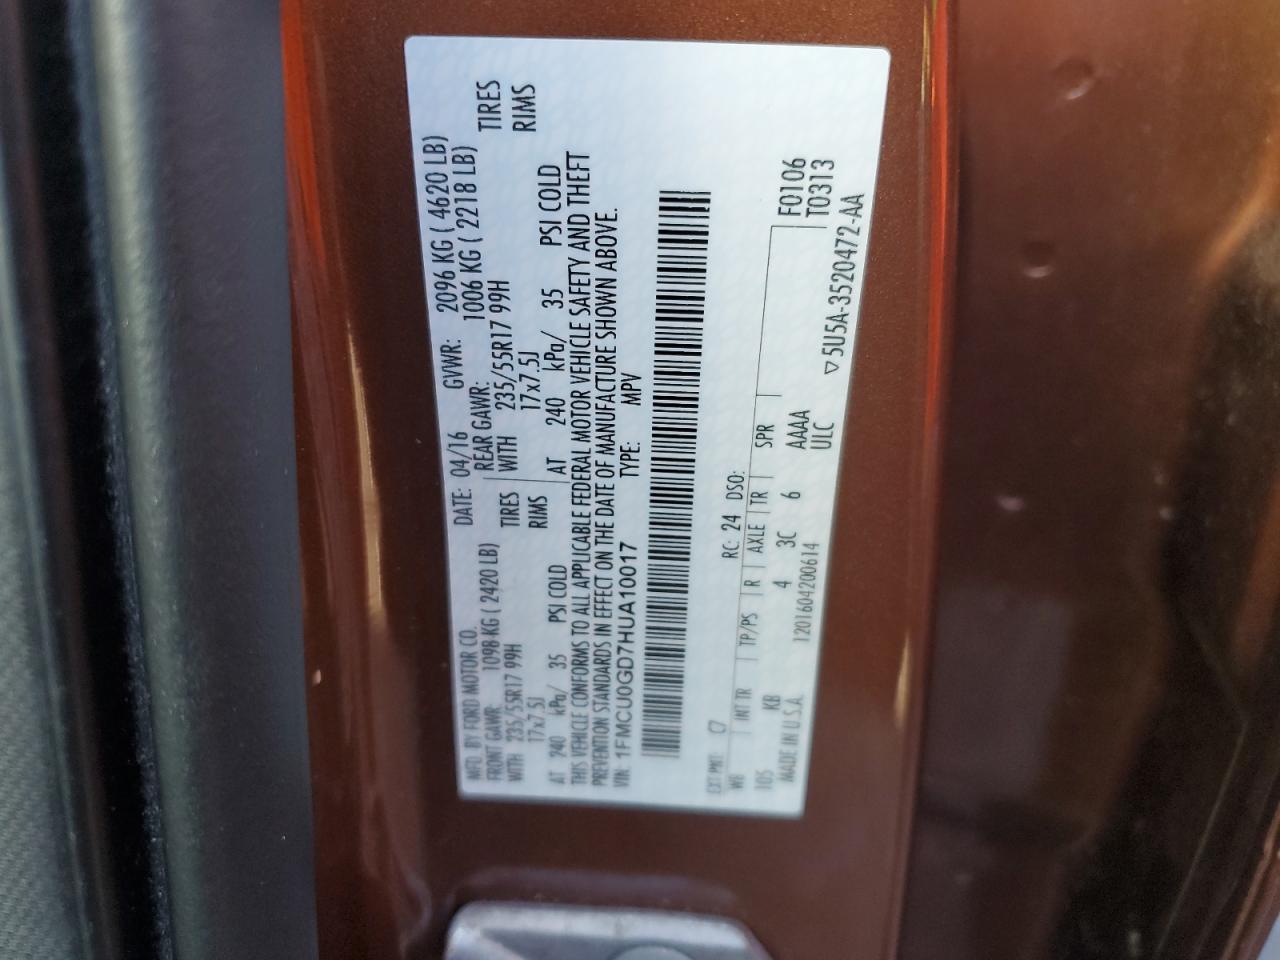 MFD. BY FORD MOTOR CO.
DATE: 04/16 GVWR: 2096 KG ( 4620 LB)
FRONT GAWR: 1098 KG ( 2420 LB) REAR GAWR: 1006 KG ( 2218 LB)
WITH 235/55R17 99H TIRES WITH 235/55R17 99H TIRES
17x7.5J RIMS 17x7.5J RIMS
AT 240 kPa/ 35 PSI COLD AT 240 kPa/ 35 PSI COLD
THIS VEHICLE CONFORMS TO ALL APPLICABLE FEDERAL MOTOR VEHICLE SAFETY AND THEFT
PREVENTION STANDARDS IN EFFECT ON THE DATE OF MANUFACTURE SHOWN ABOVE.
VIN: 1FMCU0GD7HUA10017 TYPE: MPV
EXT PNT: C7 RC: 24 DSO: F0106
WB INT TR TP/PS R AXLE TR SPR T0313
105 KB 4 3C 6 AAAA
MADE IN U.S.A. 1201604200614 ULC
▽5U5A-3520472-AA